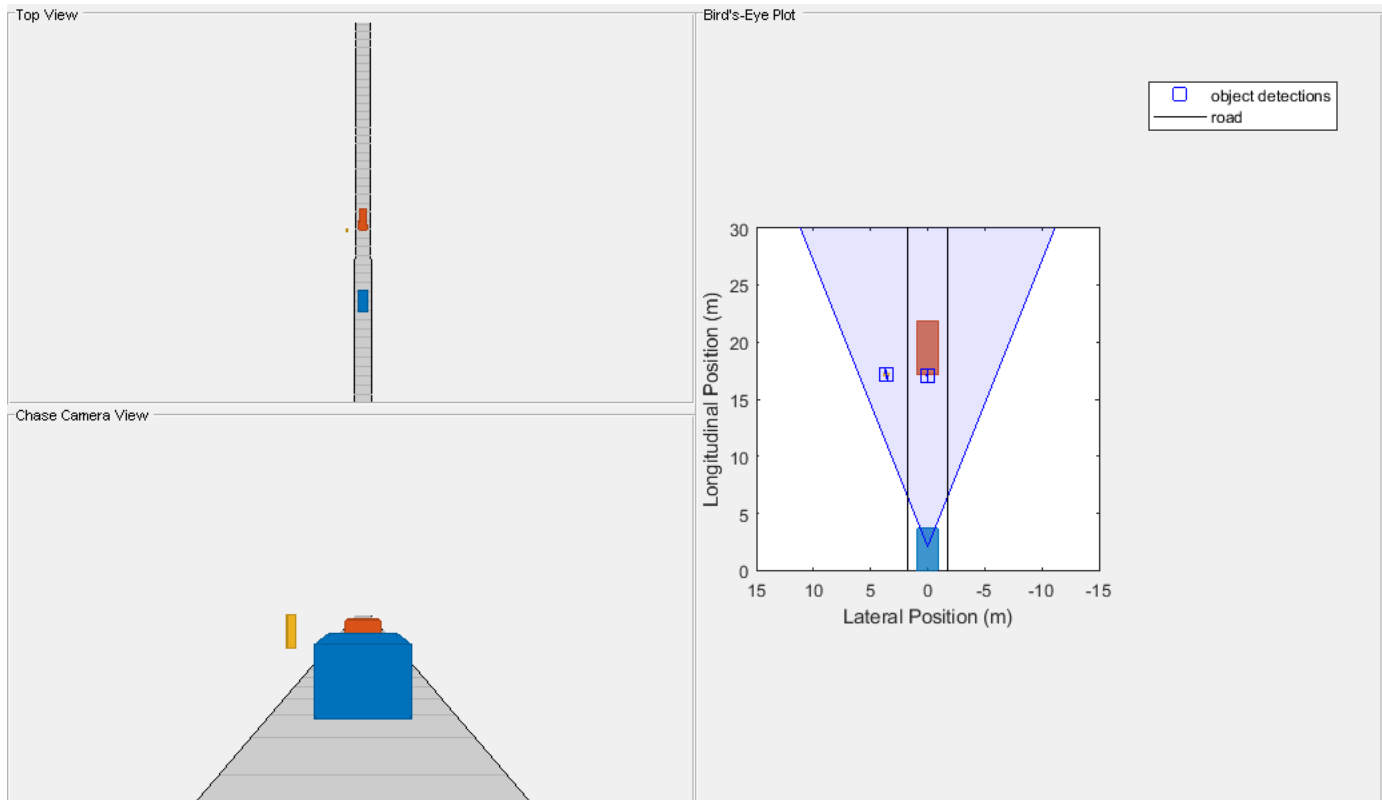 Top View
Chase Camera View
Bird's-Eye Plot
object detections
road
30
25
20
15
10
5
0
15 10 5 0 -5 -10 -15
Longitudinal Position (m)
Lateral Position (m)